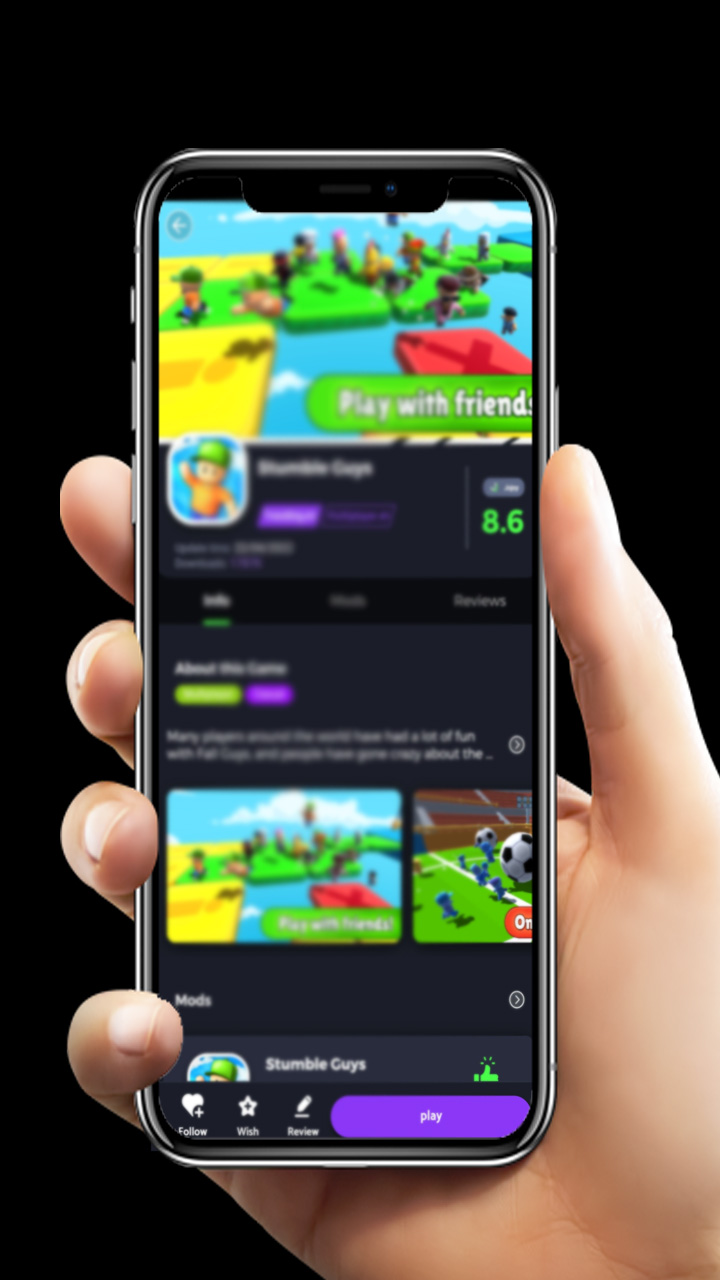 Play with friends
Stumble Guys
8.6
Info
Mods
Reviews
About this Game
Many players around the world have had a lot of fun
with Fall Guys, and people have gone crazy about the ...
Play with friends!
On
Mods
Stumble Guys
Follow
Wish
Review
play